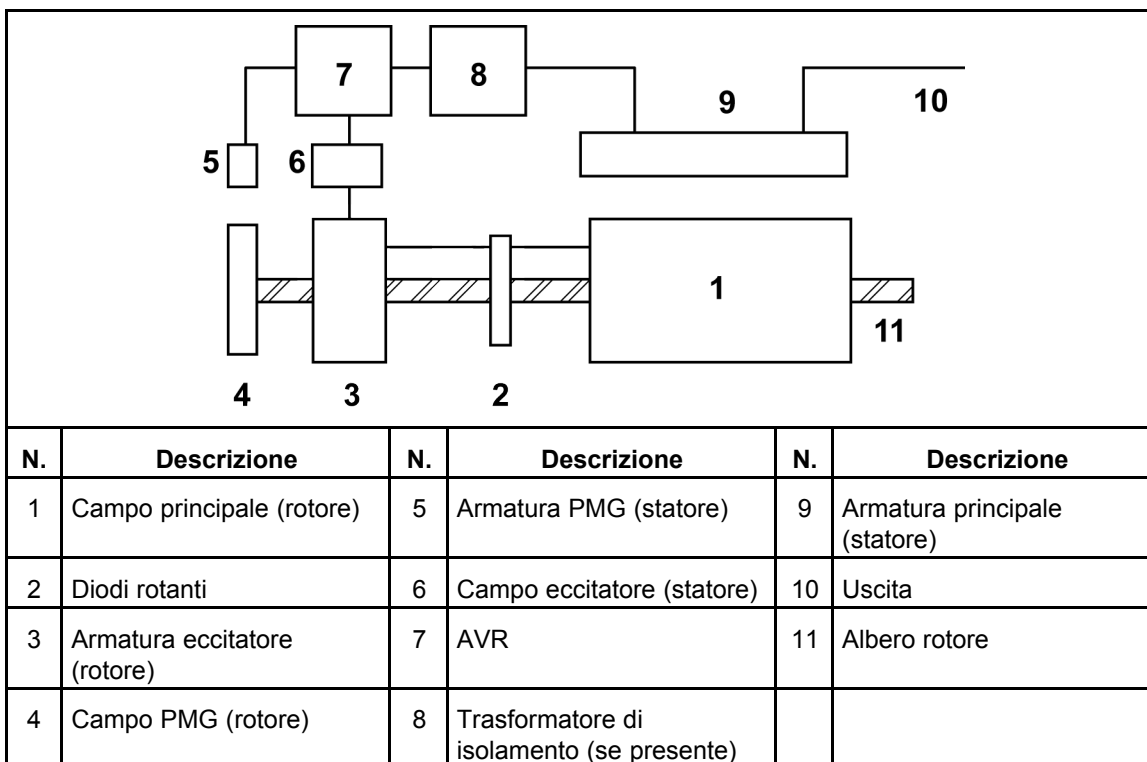 7
8
9
10
5
6
1
11
4
3
2
N. Descrizione N. Descrizione N. Descrizione
1 Campo principale (rotore) 5 Armatura PMG (statore) 9 Armatura principale
(statore)
2 Diodi rotanti 6 Campo eccitatore (statore) 10 Uscita
3 Armatura eccitatore
(rotore) 7 AVR 11 Albero rotore
4 Campo PMG (rotore) 8 Trasformatore di
isolamento (se presente)